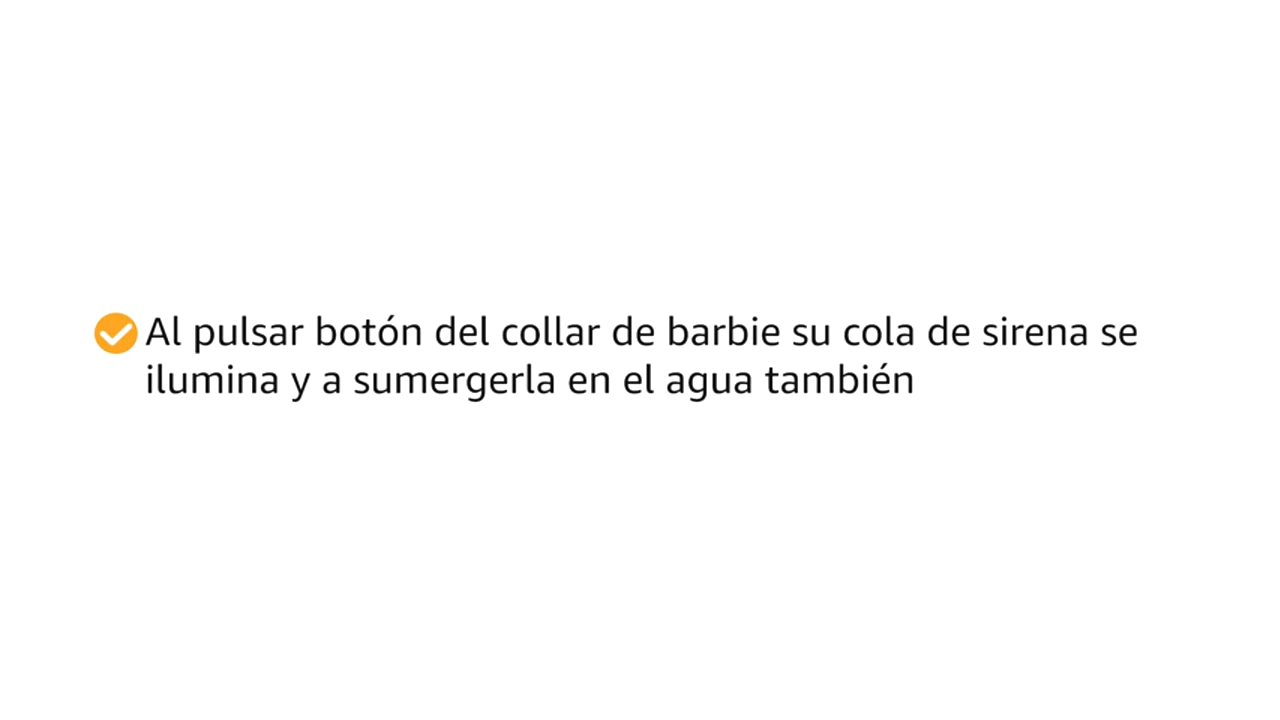 Al pulsar botón del collar de barbie su cola de sirena se
ilumina y a sumergerla en el agua también